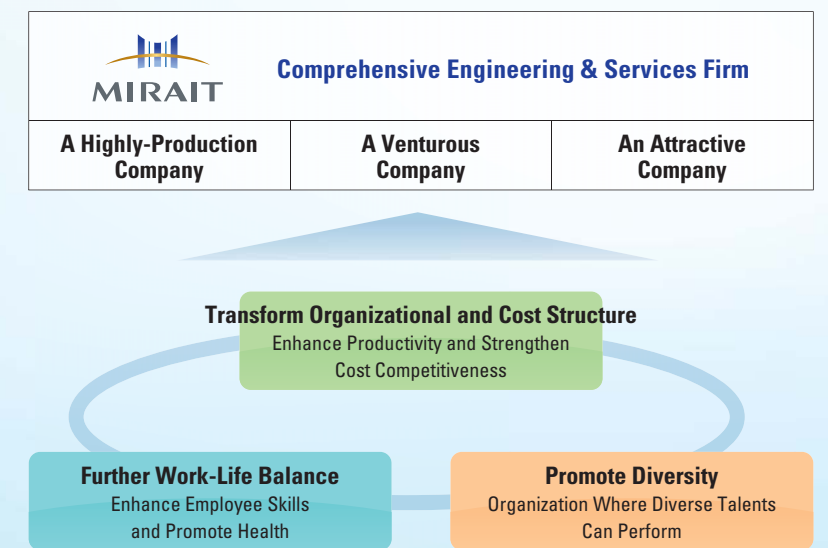 MIRAIT
Comprehensive Engineering & Services Firm
A Highly-Production
Company
A Venturous
Company
An Attractive
Company
Transform Organizational and Cost Structure
Enhance Productivity and Strengthen
Cost Competitiveness
Further Work-Life Balance
Enhance Employee Skills
and Promote Health
Promote Diversity
Organization Where Diverse Talents
Can Perform